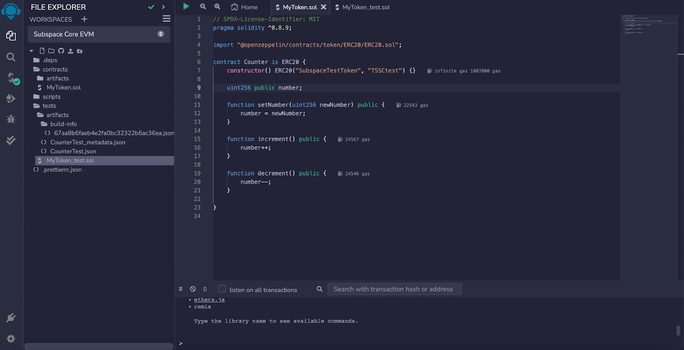 FILE EXPLORER
WORKSPACES
Subspace Core EVM
.deps
contracts
artifacts
MyToken.sol
scripts
tests
artifacts
build-info
67aa8b6faeb4e2fa0bc32322b6ac36ea.json
CounterTest_metadata.json
CounterTest.json
MyToken_test.sol
.prettierrc.json
Home
MyToken.sol
MyToken_test.sol
1 // SPDX-License-Identifier: MIT
2 pragma solidity ^0.8.9;
3
4 import "@openzeppelin/contracts/token/ERC20/ERC20.sol";
5
6 contract Counter is ERC20 {
7 constructor() ERC20("SubspaceTestToken", "TSSCtest") {} infinite gas 1007000 gas
8
9 uint256 public number;
10
11 function setNumber(uint256 newNumber) public { 22543 gas
12 number = newNumber;
13 }
14
15 function increment() public { 24567 gas
16 number++;
17 }
18
19 function decrement() public { 24546 gas
20 number--;
21 }
22
23 }
24
0
listen on all transactions
Search with transaction hash or address
• ethers.js
• remix
Type the library name to see available commands.
>